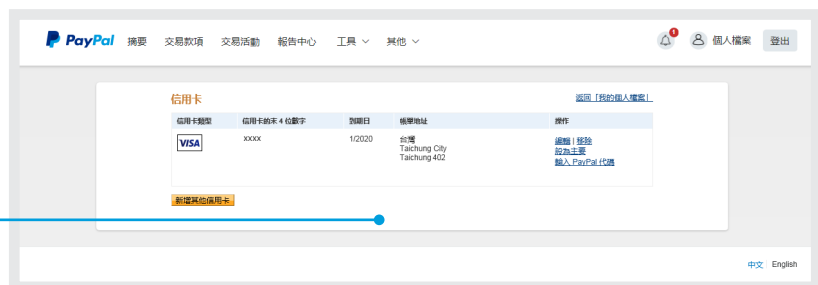 PayPal 摘要 交易款項 交易活動 報告中心 工具 其他 1 個人檔案 登出
信用卡 返回「我的個人檔案」
信用卡類型 信用卡的末 4 位數字 到期日 帳單地址 操作
VISA xxxx 1/2020 台灣 編輯 | 移除
Taichung City 設為主要
Taichung 402 輸入 PayPal 代碼
新增其他信用卡
中文 English